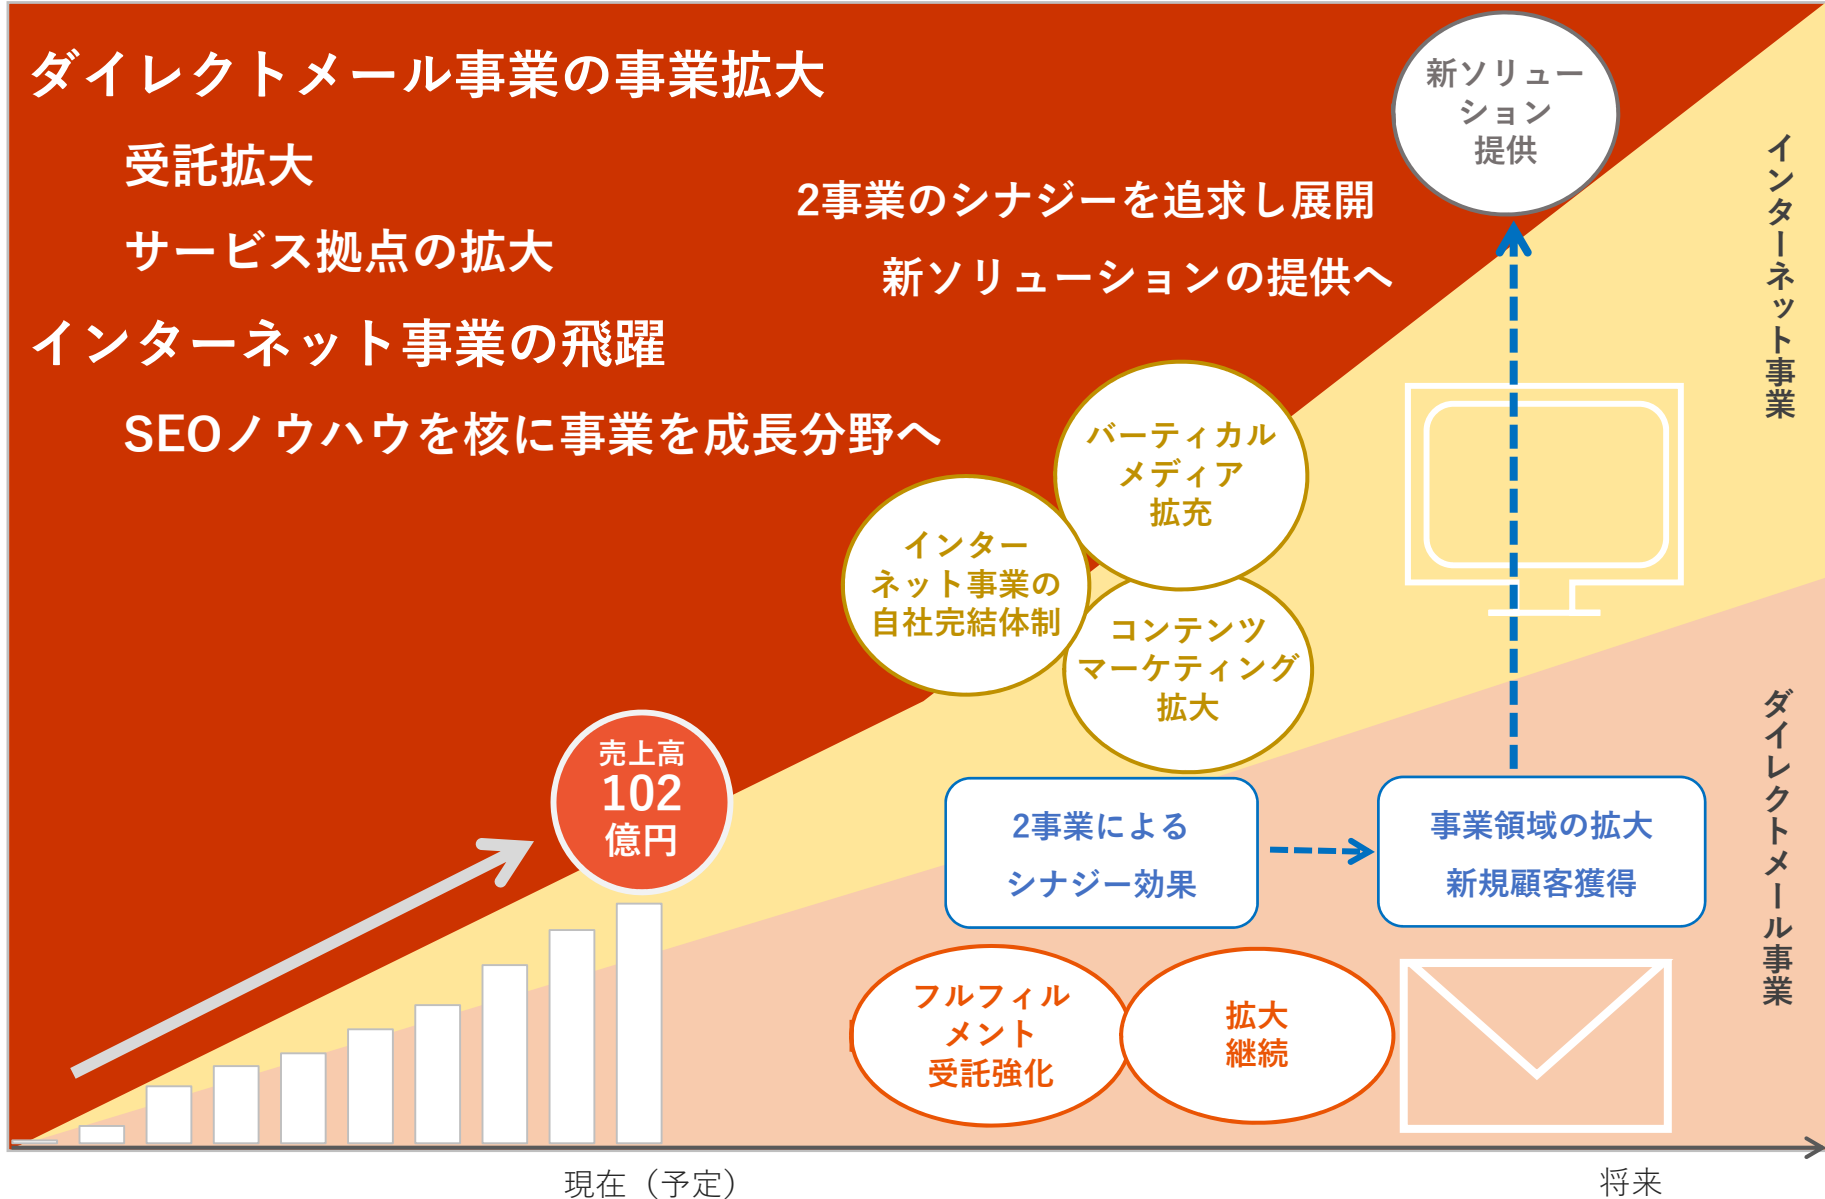 ダイレクトメール事業の事業拡大
受託拡大
サービス拠点の拡大
インターネット事業の飛躍
SEOノウハウを核に事業を成長分野へ
2事業のシナジーを追求し展開
新ソリューションの提供へ
新ソリュー
ション
提供
インターネット事業
バーティカル
メディア
拡充
インター
ネット事業の
自社完結体制
コンテンツ
マーケティング
拡大
売上高
102
億円
2事業による
シナジー効果
事業領域の拡大
新規顧客獲得
ダイレクトメール事業
フルフィル
メント
受託強化
拡大
継続
現在（予定）
将来